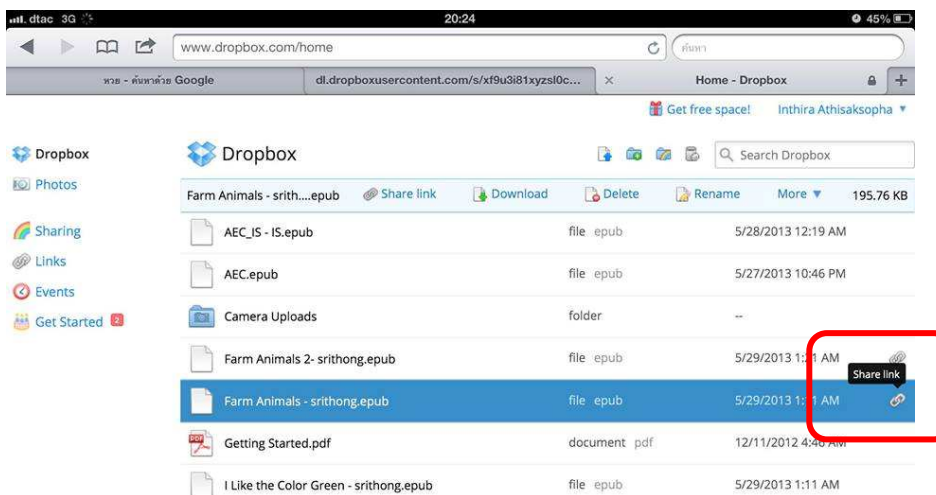 dtac 3G 20:24 45%
www.dropbox.com/home ค้นหา
หวย - ค้นหาด้วย Google dl.dropboxusercontent.com/s/xf9u3i81xyzsl0c... Home - Dropbox
Get free space! Inthira Athisaksopha
Dropbox Dropbox Search Dropbox
Photos
Farm Animals - srith....epub Share link Download Delete Rename More 195.76 KB
Sharing AEC_IS - IS.epub file epub 5/28/2013 12:19 AM
Links
AEC.epub file epub 5/27/2013 10:46 PM
Events
Get Started 2 Camera Uploads folder --
Farm Animals 2- srithong.epub file epub 5/29/2013 1:21 AM
Share link
Farm Animals - srithong.epub file epub 5/29/2013 AM
Getting Started.pdf document pdf 12/11/2012 4:46 AM
I Like the Color Green - srithong.epub file epub 5/29/2013 1:11 AM